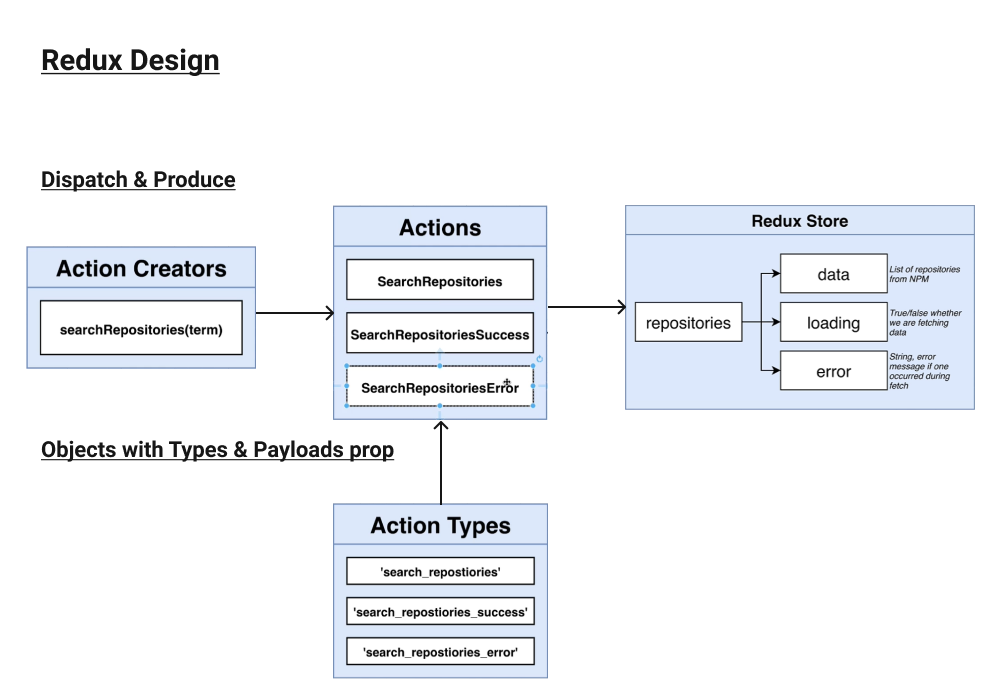 Redux Design
Dispatch & Produce
Action Creators
searchRepositories(term)
Actions
SearchRepositories
SearchRepositoriesSuccess
SearchRepositoriesError
Redux Store
repositories
data
List of repositories
from NPM
loading
True/false whether
we are fetching
data
error
String, error
message if one
occurred during
fetch
Objects with Types & Payloads prop
Action Types
'search_repostiories'
'search_repostiories_success'
'search_repostiories_error'